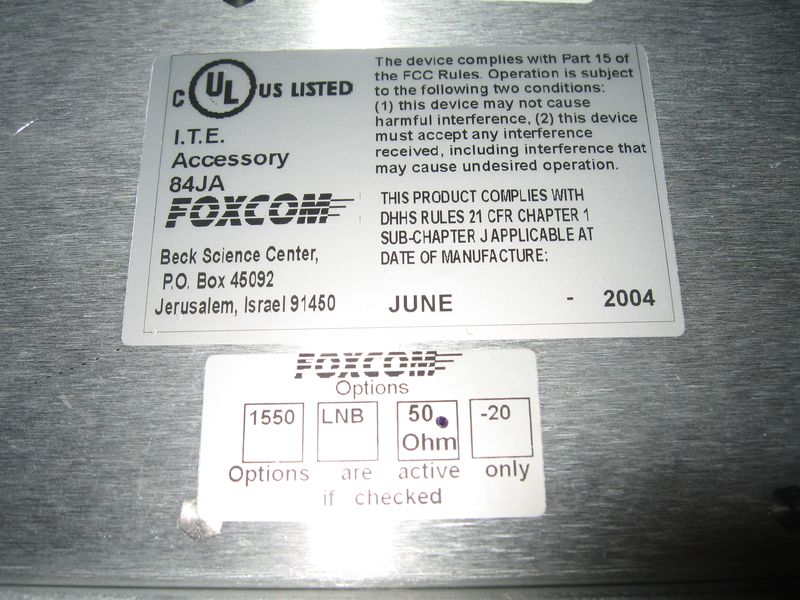 C UL US LISTED
I.T.E.
Accessory
84JA
FOXCOM
Beck Science Center,
P.O. Box 45092
Jerusalem, Israel 91450
The device complies with Part 15 of
the FCC Rules. Operation is subject
to the following two conditions:
(1) this device may not cause
harmful interference, (2) this device
must accept any interference
received, including interference that
may cause undesired operation.
THIS PRODUCT COMPLIES WITH
DHHS RULES 21 CFR CHAPTER 1
SUB-CHAPTER J APPLICABLE AT
DATE OF MANUFACTURE:
JUNE - 2004
FOXCOM
Options
1550 LNB 50 Ohm -20
Options are active only
if checked